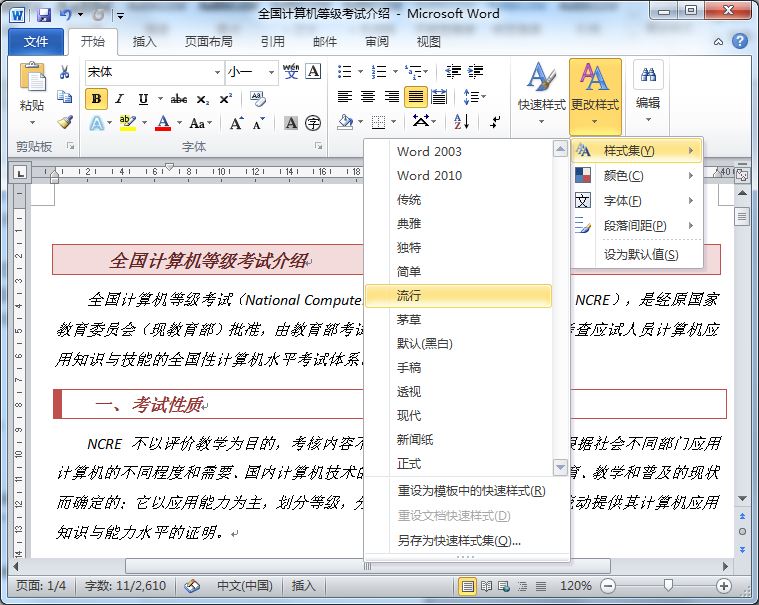 全国计算机等级考试介绍 - Microsoft Word
文件 开始 插入 页面布局 引用 邮件 审阅 视图
宋体 小一 wén A
粘贴 B I U abc x₂ x² 快速样式 更改样式 编辑
A ab A Aa A A A 字
剪贴板 字体
样式集(Y)
颜色(C)
字体(F)
段落间距(P)
设为默认值(S)
Word 2003
Word 2010
传统
典雅
独特
简单
流行
茅草
默认(黑白)
手稿
透视
现代
新闻纸
正式
重设为模板中的快速样式(R)
重设文档快速样式(D)
另存为快速样式集(Q)...
全国计算机等级考试介绍
全国计算机等级考试（National Compute NCRE），是经原国家
教育委员会（现教育部）批准，由教育部考试 查应试人员计算机应
用知识与技能的全国性计算机水平考试体系
一、考试性质
NCRE 不以评价教学为目的，考核内容不 根据社会不同部门应用
计算机的不同程度和需要、国内计算机技术的 育、教学和普及的现状
而确定的；它以应用能力为主，划分等级，分 流动提供其计算机应用
知识与能力水平的证明。
页面: 1/4 字数: 11/2,610 中文(中国) 插入 120%